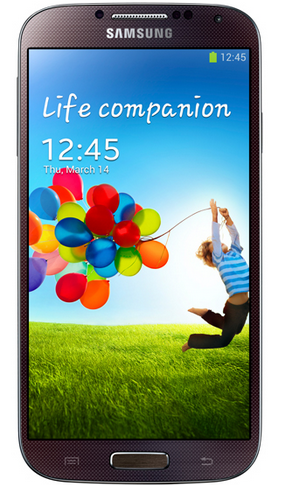 SAMSUNG
12:45
Life companion
12:45
Thu, March 14